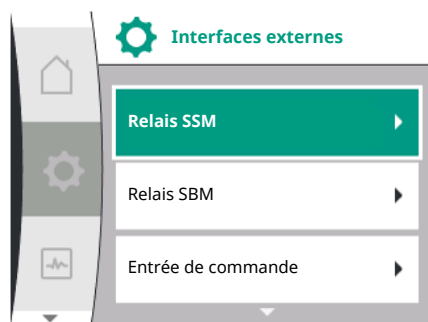 Interfaces externes
Relais SSM
Relais SBM
Entrée de commande